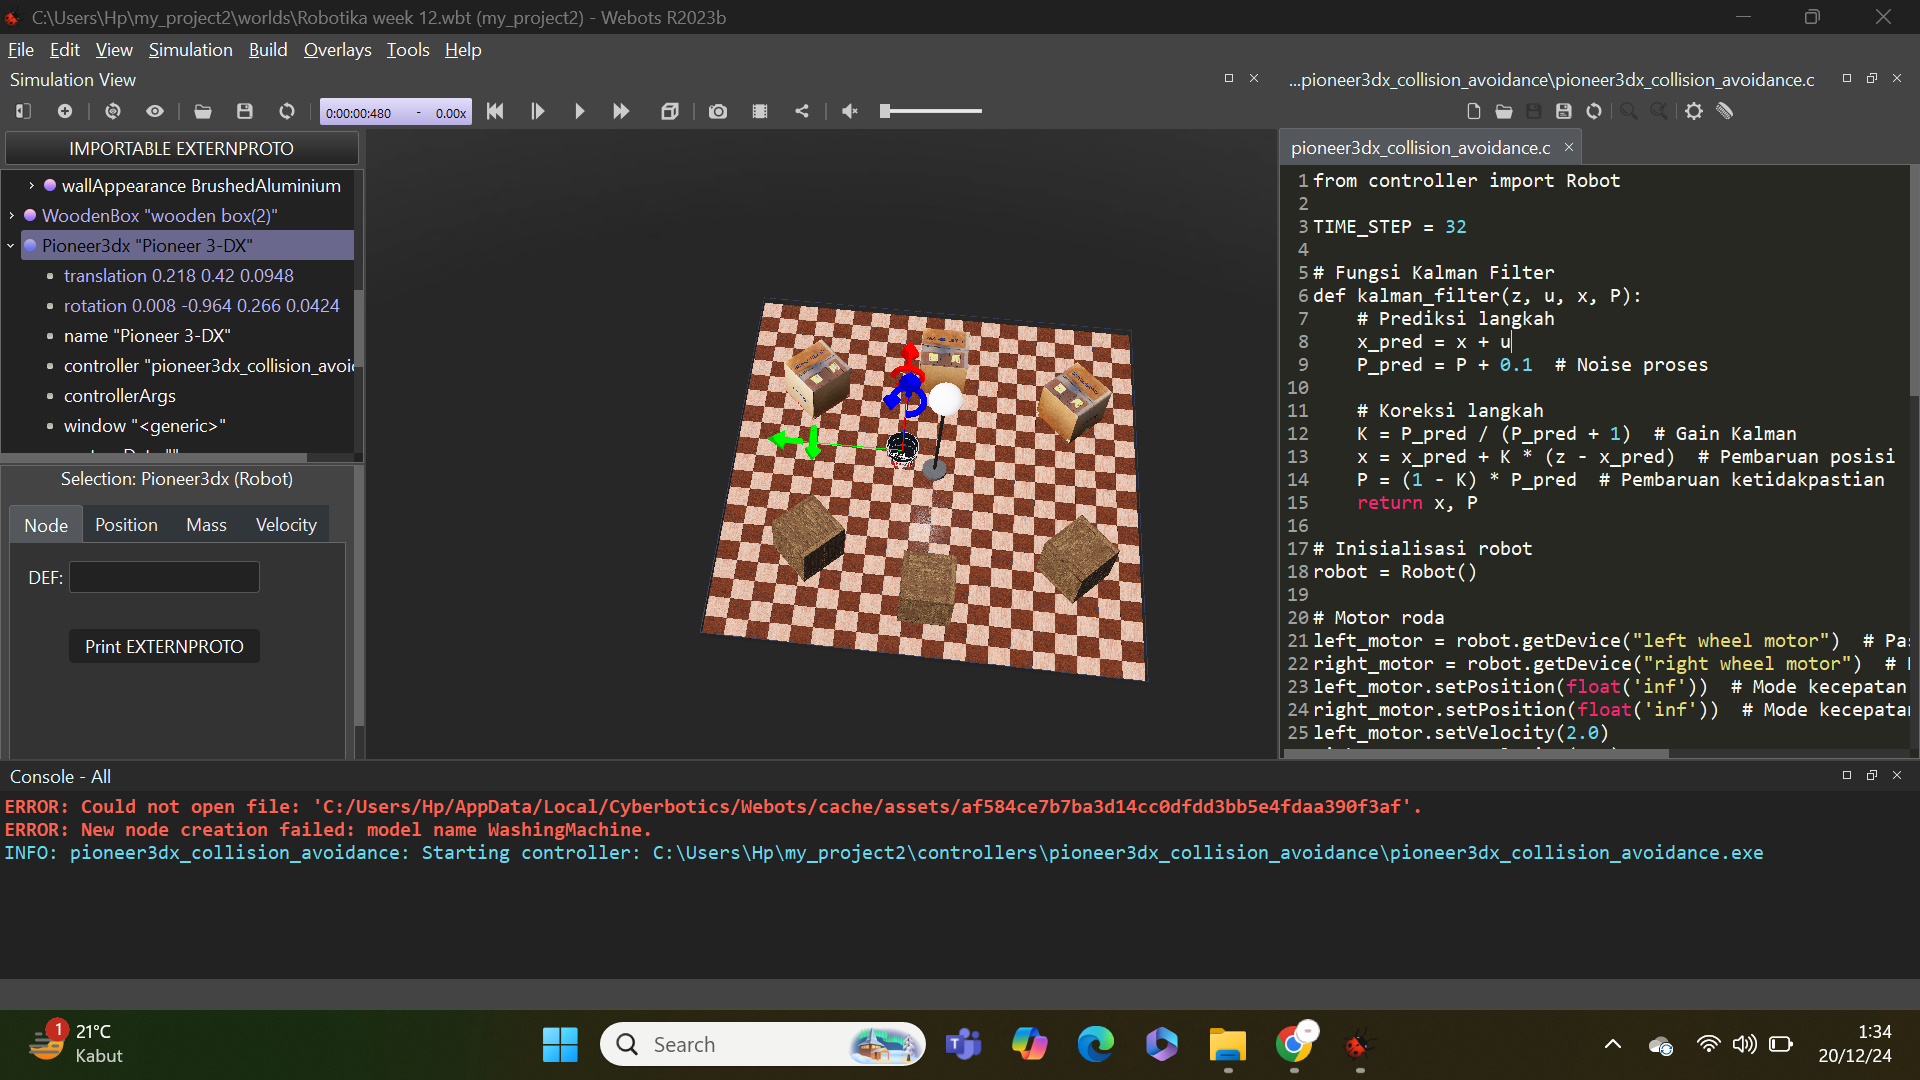 C:\Users\Hp\my_project2\worlds\Robotika week 12.wbt (my_project2) - Webots R2023b
File Edit View Simulation Build Overlays Tools Help
Simulation View
0:00:00:480 - 0.00x
IMPORTABLE EXTERNPROTO
wallAppearance BrushedAluminium
WoodenBox "wooden box(2)"
Pioneer3dx "Pioneer 3-DX"
translation 0.218 0.42 0.0948
rotation 0.008 -0.964 0.266 0.0424
name "Pioneer 3-DX"
controller "pioneer3dx_collision_avoi
controllerArgs
window "<generic>"
Selection: Pioneer3dx (Robot)
Node Position Mass Velocity
DEF:
Print EXTERNPROTO
...pioneer3dx_collision_avoidance\pioneer3dx_collision_avoidance.c
pioneer3dx_collision_avoidance.c
1 from controller import Robot
2
3 TIME_STEP = 32
4
5 # Fungsi Kalman Filter
6 def kalman_filter(z, u, x, P):
7     # Prediksi langkah
8     x_pred = x + u
9     P_pred = P + 0.1  # Noise proses
10
11     # Koreksi langkah
12     K = P_pred / (P_pred + 1)  # Gain Kalman
13     x = x_pred + K * (z - x_pred)  # Pembaruan posisi
14     P = (1 - K) * P_pred  # Pembaruan ketidakpastian
15     return x, P
16
17 # Inisialisasi robot
18 robot = Robot()
19
20 # Motor roda
21 left_motor = robot.getDevice("left wheel motor")  # Pa
22 right_motor = robot.getDevice("right wheel motor")  #
23 left_motor.setPosition(float('inf'))  # Mode kecepatan
24 right_motor.setPosition(float('inf'))  # Mode kecepata
25 left_motor.setVelocity(2.0)
Console - All
ERROR: Could not open file: 'C:/Users/Hp/AppData/Local/Cyberbotics/Webots/cache/assets/af584ce7b7ba3d14cc0dfdd3bb5e4fdaa390f3af'.
ERROR: New node creation failed: model name WashingMachine.
INFO: pioneer3dx_collision_avoidance: Starting controller: C:\Users\Hp\my_project2\controllers\pioneer3dx_collision_avoidance\pioneer3dx_collision_avoidance.exe
1
21°C
Kabut
Search
1:34
20/12/24